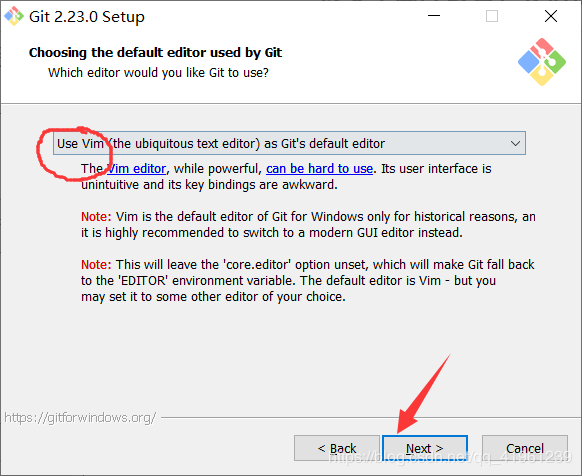 Git 2.23.0 Setup
Choosing the default editor used by Git
Which editor would you like Git to use?
Use Vim (the ubiquitous text editor) as Git's default editor
The Vim editor, while powerful, can be hard to use. Its user interface is
unintuitive and its key bindings are awkward.
Note: Vim is the default editor of Git for Windows only for historical reasons, an
it is highly recommended to switch to a modern GUI editor instead.
Note: This will leave the 'core.editor' option unset, which will make Git fall back
to the 'EDITOR' environment variable. The default editor is Vim - but you
may set it to some other editor of your choice.
https://gitforwindows.org/
< Back
Next >
Cancel